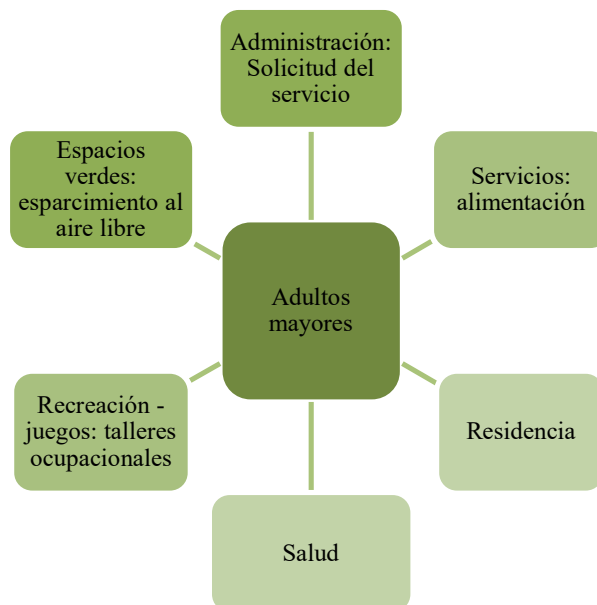 Administración:
Solicitud del
servicio
Espacios
verdes:
esparcimiento al
aire libre
Servicios:
alimentación
Adultos
mayores
Recreación -
juegos: talleres
ocupacionales
Residencia
Salud